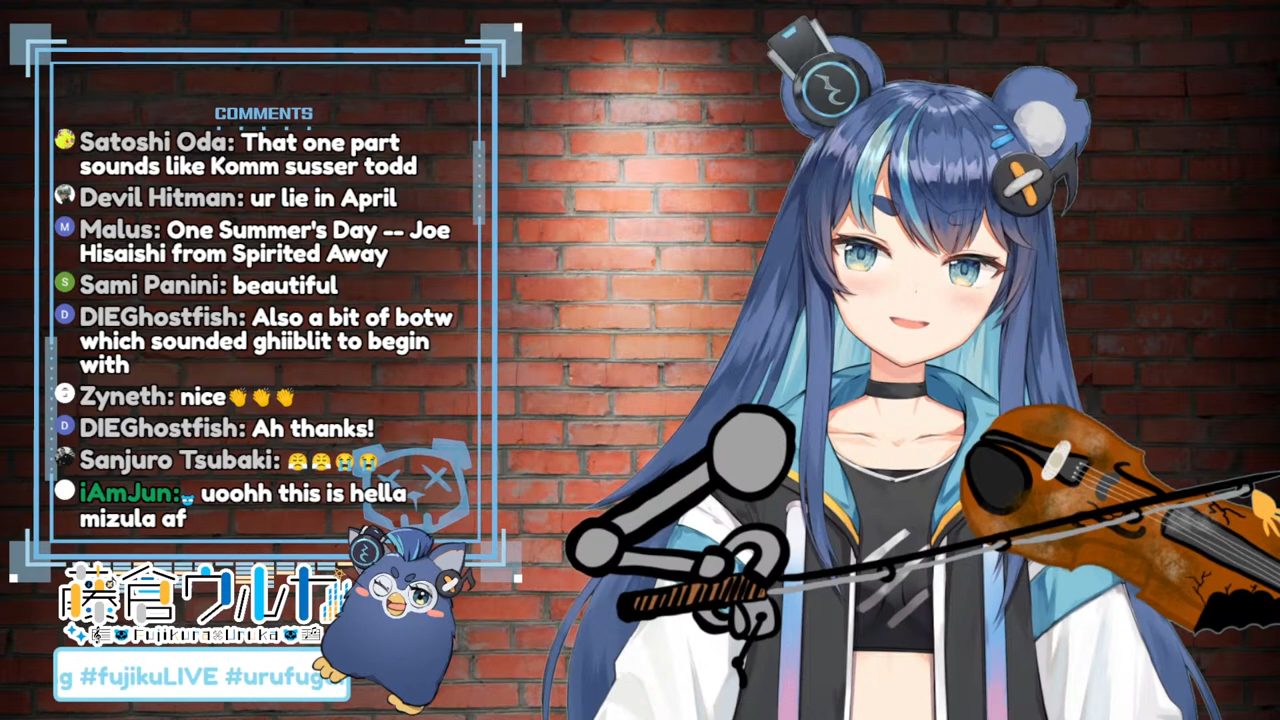 COMMENTS
Satoshi Oda: That one part
sounds like Komm susser todd
Devil Hitman: ur lie in April
M Malus: One Summer's Day -- Joe
Hisaishi from Spirited Away
S Sami Panini: beautiful
D DIEGhostfish: Also a bit of botw
which sounded ghiiblit to begin
with
Zyneth: nice👏👏👏
D DIEGhostfish: Ah thanks!
Sanjuro Tsubaki: 😤😤😭😭
iAmJun: uoohh this is hella
mizula af
藤倉ウルカ
Fujikura Uruka
g #fujikuLIVE #urufug